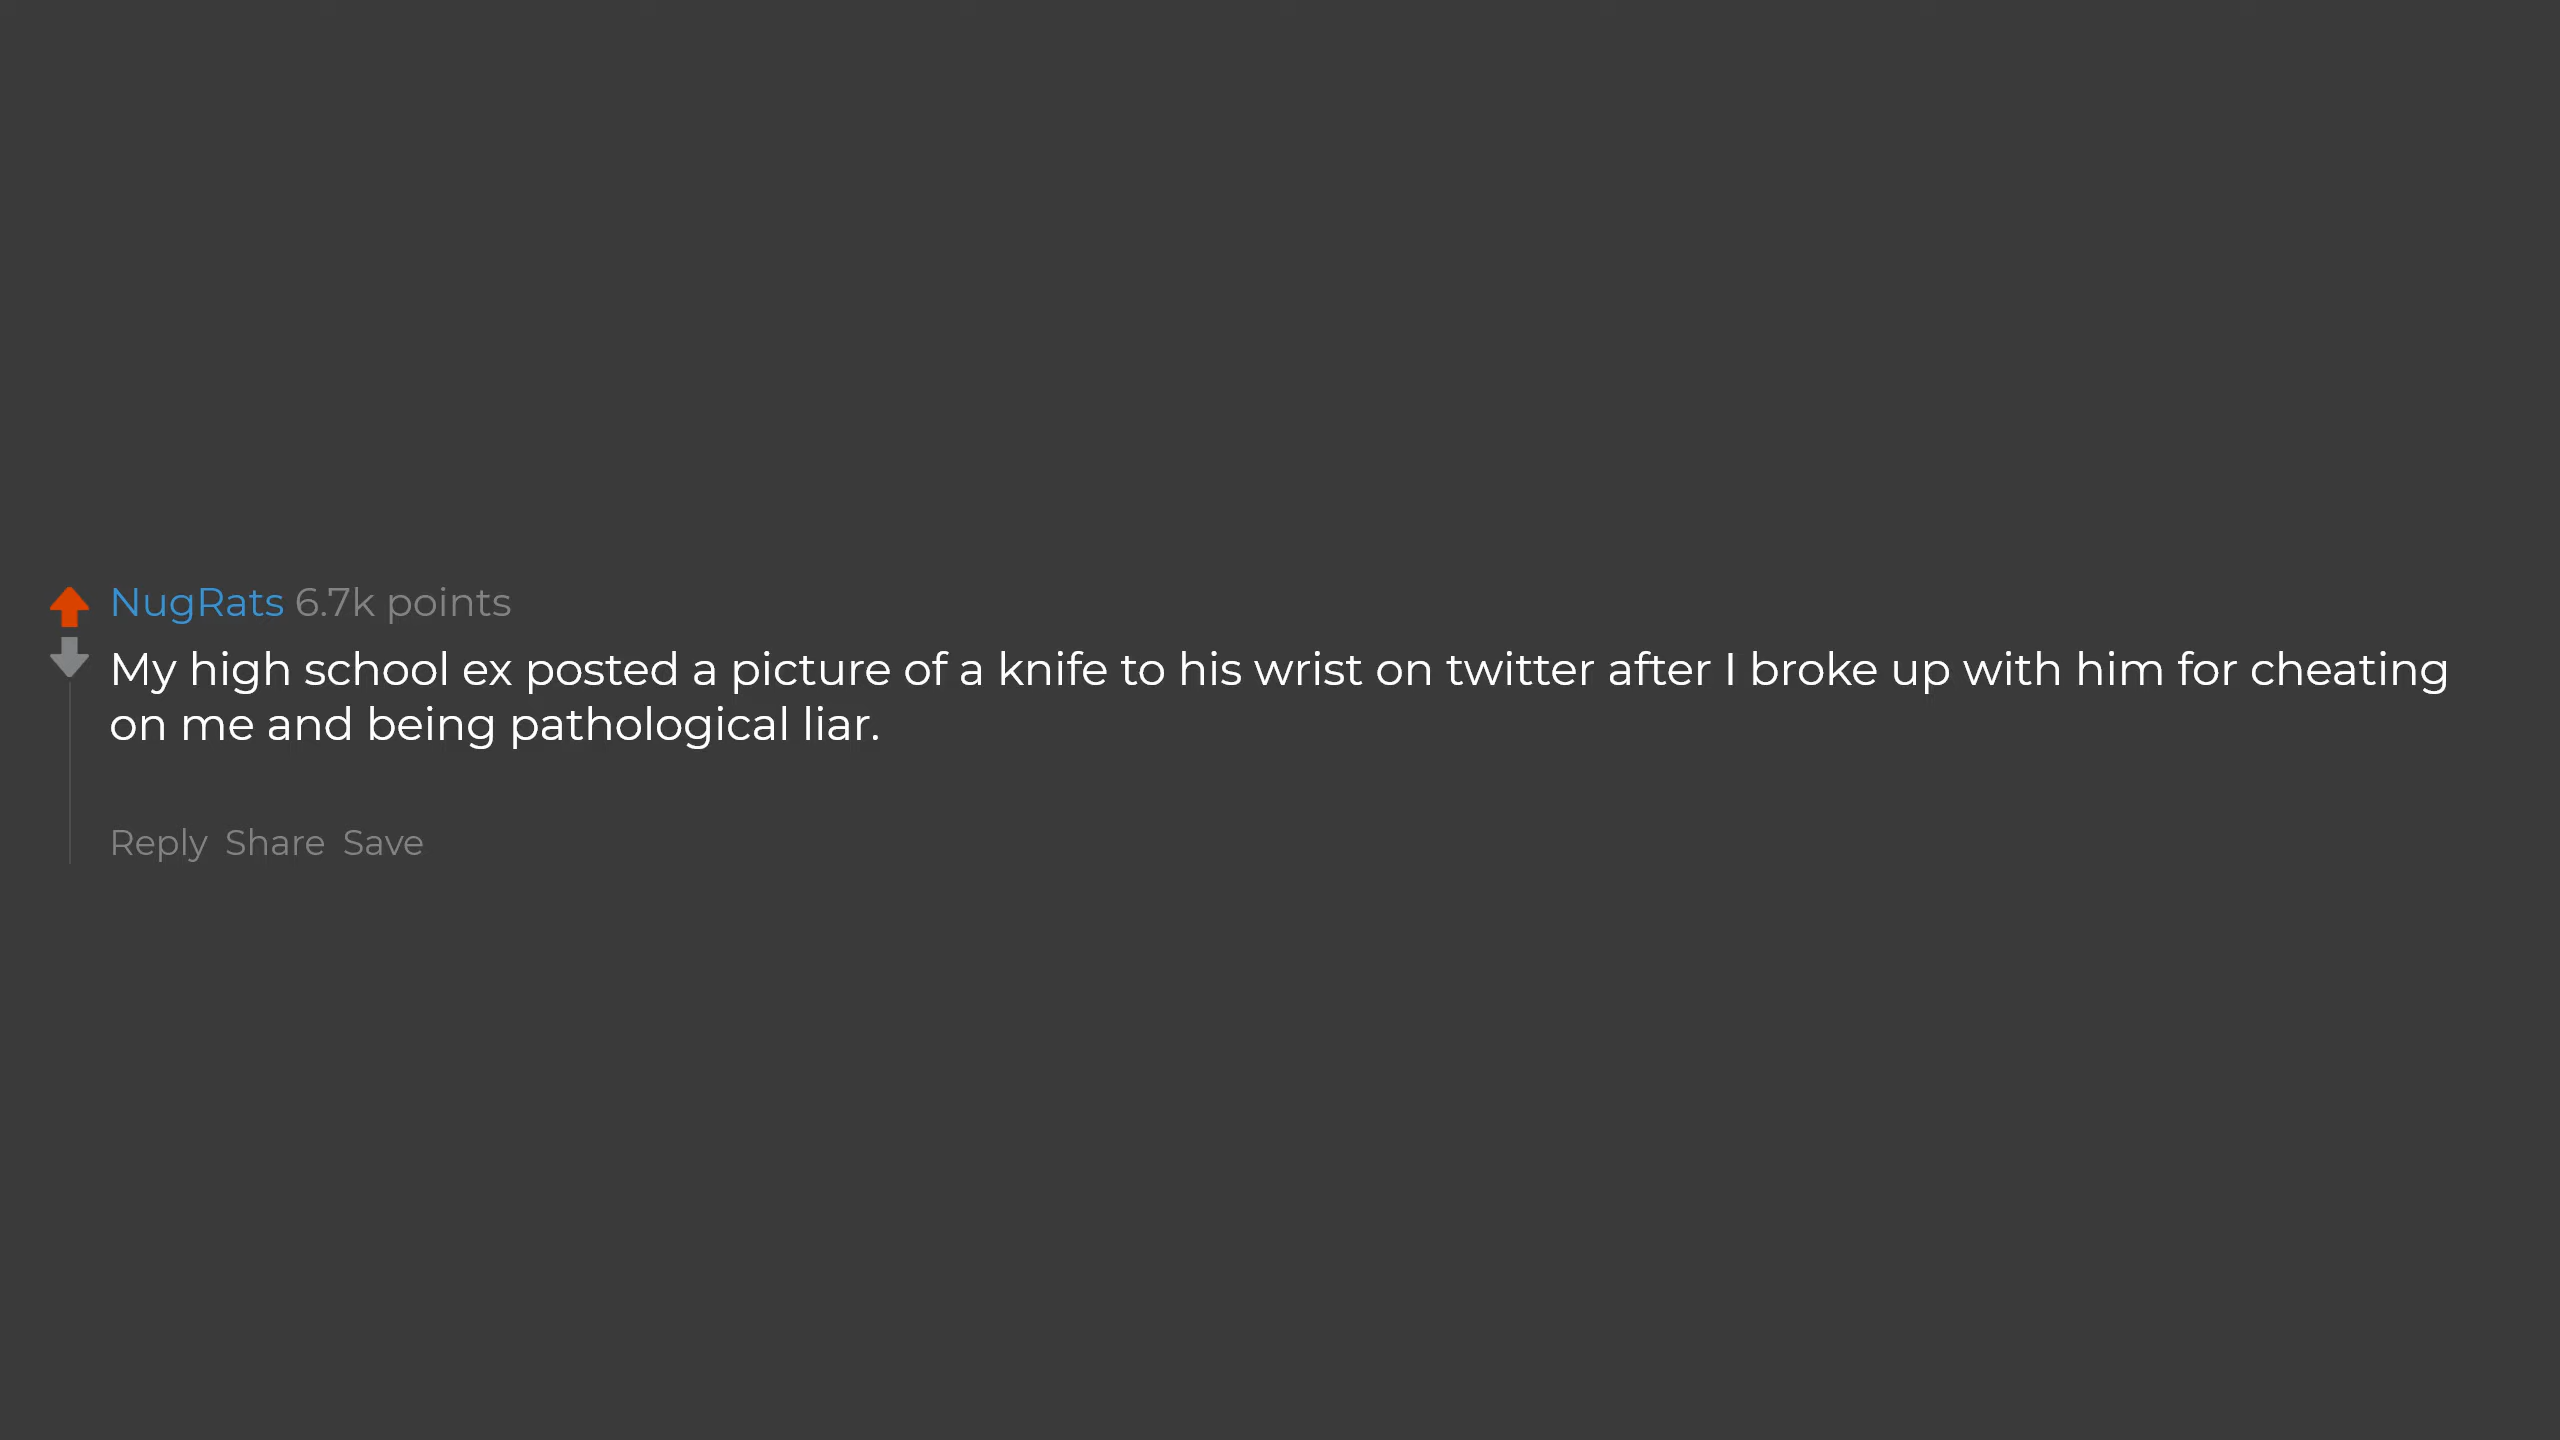 NugRats 6.7k points
My high school ex posted a picture of a knife to his wrist on twitter after I broke up with him for cheating
on me and being pathological liar.
Reply Share Save